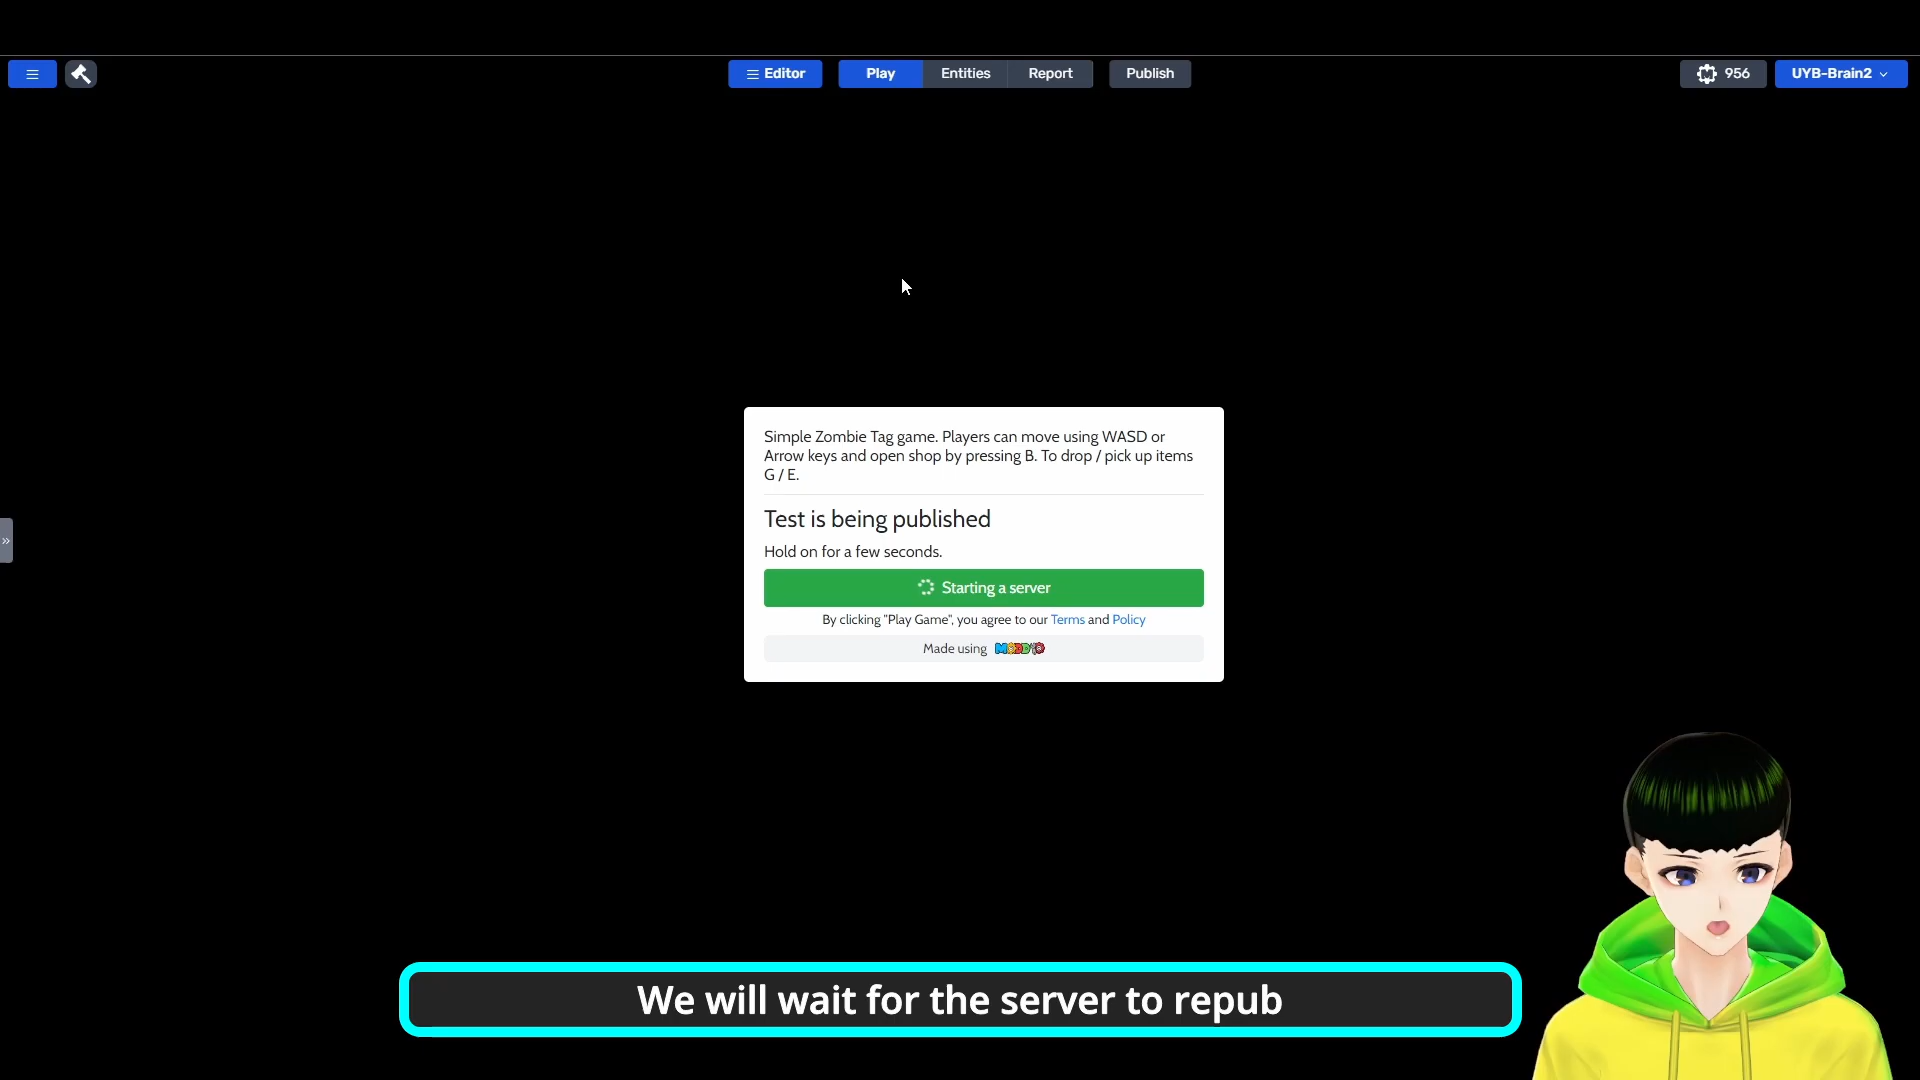 Editor
Play
Entities
Report
Publish
956
UYB-Brain2
Simple Zombie Tag game. Players can move using WASD or
Arrow keys and open shop by pressing B. To drop / pick up items
G / E.
Test is being published
Hold on for a few seconds.
Starting a server
By clicking "Play Game", you agree to our Terms and Policy
Made using MODD.io
We will wait for the server to repub